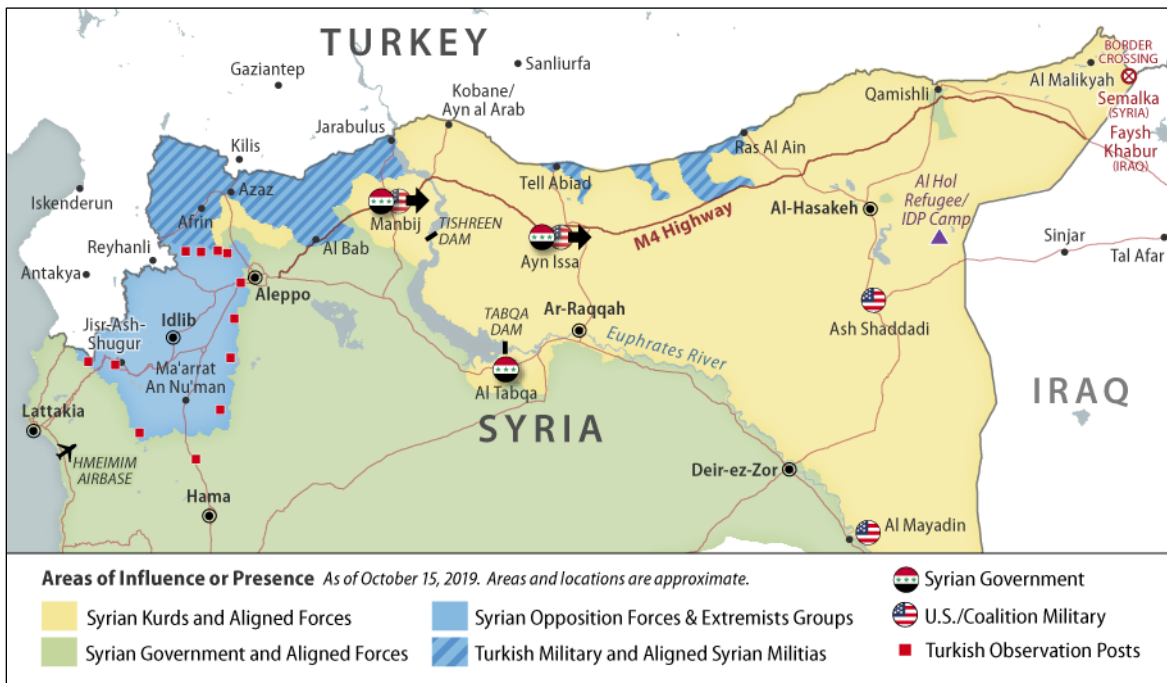 TURKEY
Gaziantep
Sanliurfa
BORDER
CROSSING
Al Malikyah
Kobane/
Ayn al Arab
Qamishli
Semalka
(SYRIA)
Jarabulus
Ras Al Ain
Faysh
Khabur
(IRAQ)
Kilis
Tell Abiad
Azaz
Al Hol
Refugee/
IDP Camp
Iskenderun
Afrin
Manbij
TISHREEN
DAM
M4 Highway
Al-Hasakeh
Reyhanli
Al Bab
Ayn Issa
Sinjar
Tal Afar
Antakya
Aleppo
Ar-Raqqah
Idlib
TABQA
DAM
Ash Shaddadi
Jisr-Ash-
Shugur
Euphrates River
Ma'arrat
An Nu'man
Al Tabqa
IRAQ
Lattakia
SYRIA
HMEIMIM
AIRBASE
Deir-ez-Zor
Hama
Al Mayadin
Areas of Influence or Presence As of October 15, 2019. Areas and locations are approximate.
Syrian Kurds and Aligned Forces
Syrian Government and Aligned Forces
Syrian Opposition Forces & Extremists Groups
Turkish Military and Aligned Syrian Militias
Syrian Government
U.S./Coalition Military
Turkish Observation Posts